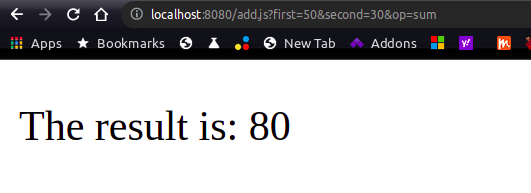 localhost:8080/add.js?first=50&second=30&op=sum
Apps Bookmarks New Tab Addons
The result is: 80